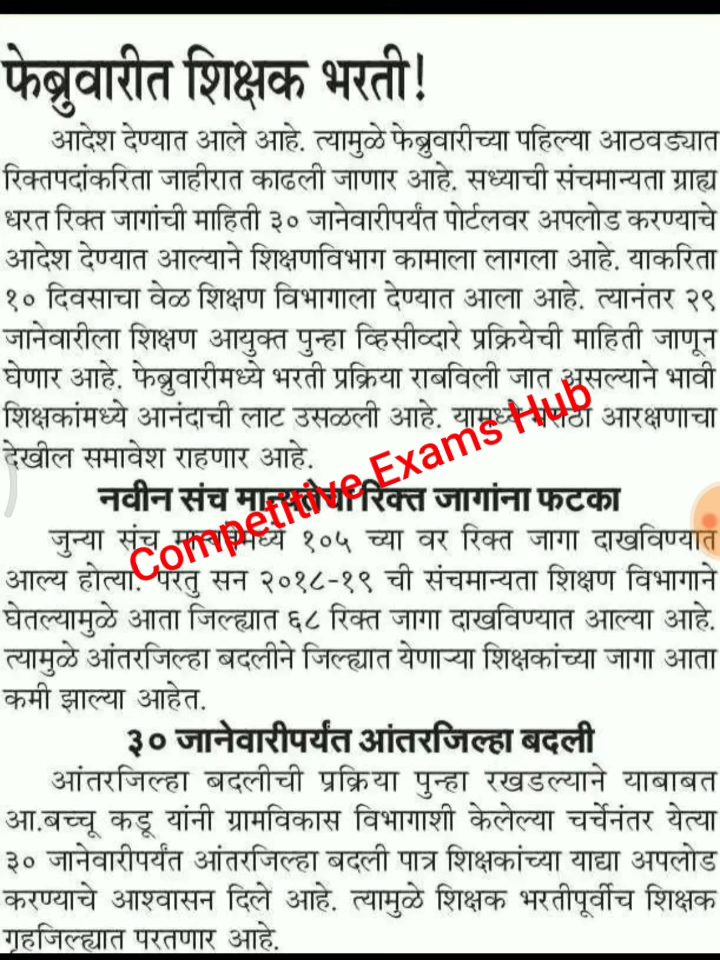 फेब्रुवारीत शिक्षक भरती!
आदेश देण्यात आले आहे. त्यामुळे फेब्रुवारीच्या पहिल्या आठवड्यात
रिक्तपदांकरिता जाहीरात काढली जाणार आहे. सध्याची संचमान्यता ग्राह्य
धरत रिक्त जागांची माहिती ३० जानेवारीपर्यंत पोर्टलवर अपलोड करण्याचे
आदेश देण्यात आल्याने शिक्षणविभाग कामाला लागला आहे. याकरिता
१० दिवसाचा वेळ शिक्षण विभागाला देण्यात आला आहे. त्यानंतर २९
जानेवारीला शिक्षण आयुक्त पुन्हा व्हिसीव्दारे प्रक्रियेची माहिती जाणून
घेणार आहे. फेब्रुवारीमध्ये भरती प्रक्रिया राबविली जात असल्याने भावी
शिक्षकांमध्ये आनंदाची लाट उसळली आहे. यामध्ये मराठा आरक्षणाचा
देखील समावेश राहणार आहे.
Competitive Exams Hub
नवीन संच मान्यतेचा रिक्त जागांना फटका
जुन्या संच १०५ च्या वर रिक्त जागा दाखविण्यात
आल्य होत्या. परंतु सन २०१८-१९ ची संचमान्यता शिक्षण विभागाने
घेतल्यामुळे आता जिल्ह्यात ६८ रिक्त जागा दाखविण्यात आल्या आहे.
त्यामुळे आंतरजिल्हा बदलीने जिल्ह्यात येणाऱ्या शिक्षकांच्या जागा आता
कमी झाल्या आहेत.
३० जानेवारीपर्यंत आंतरजिल्हा बदली
आंतरजिल्हा बदलीची प्रक्रिया पुन्हा रखडल्याने याबाबत
आ.बच्चू कडू यांनी ग्रामविकास विभागाशी केलेल्या चर्चेनंतर येत्या
३० जानेवारीपर्यंत आंतरजिल्हा बदली पात्र शिक्षकांच्या याद्या अपलोड
करण्याचे आश्वासन दिले आहे. त्यामुळे शिक्षक भरतीपूर्वीच शिक्षक
गृहजिल्ह्यात परतणार आहे.